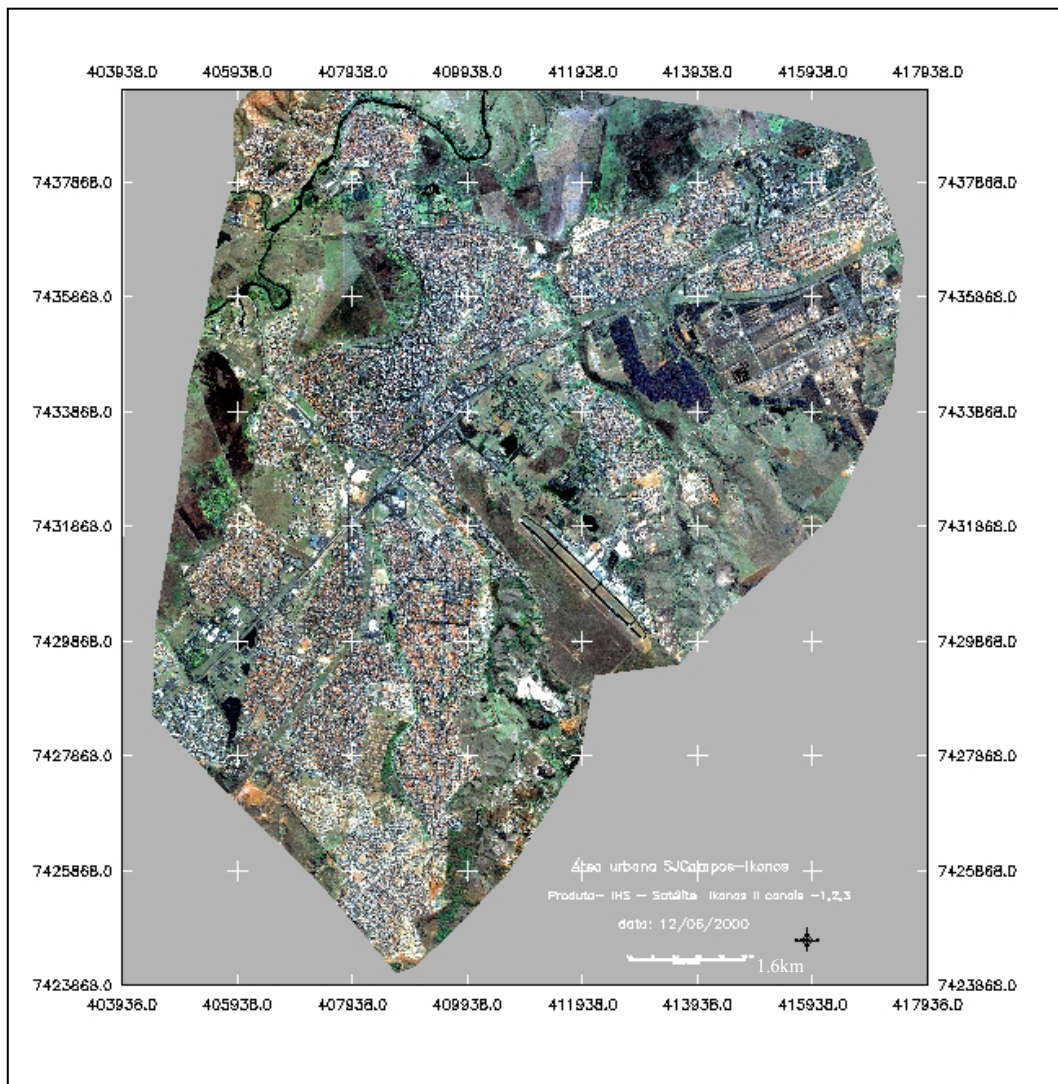 403938.0 405938.0 407938.0 409938.0 411938.0 413938.0 415938.0 417938.0
7437868.0 7437868.0
7435868.0 7435868.0
7433868.0 7433868.0
7431868.0 7431868.0
7429868.0 7429868.0
7427868.0 7427868.0
7425868.0 7425868.0
Area urbana SJCampos-Ikonos
Produto- IHS - Satélite Ikonos II canais -1,2,3
data: 12/06/2000
1.6km
7423868.0 7423868.0
403938.0 405938.0 407938.0 409938.0 411938.0 413938.0 415938.0 417938.0